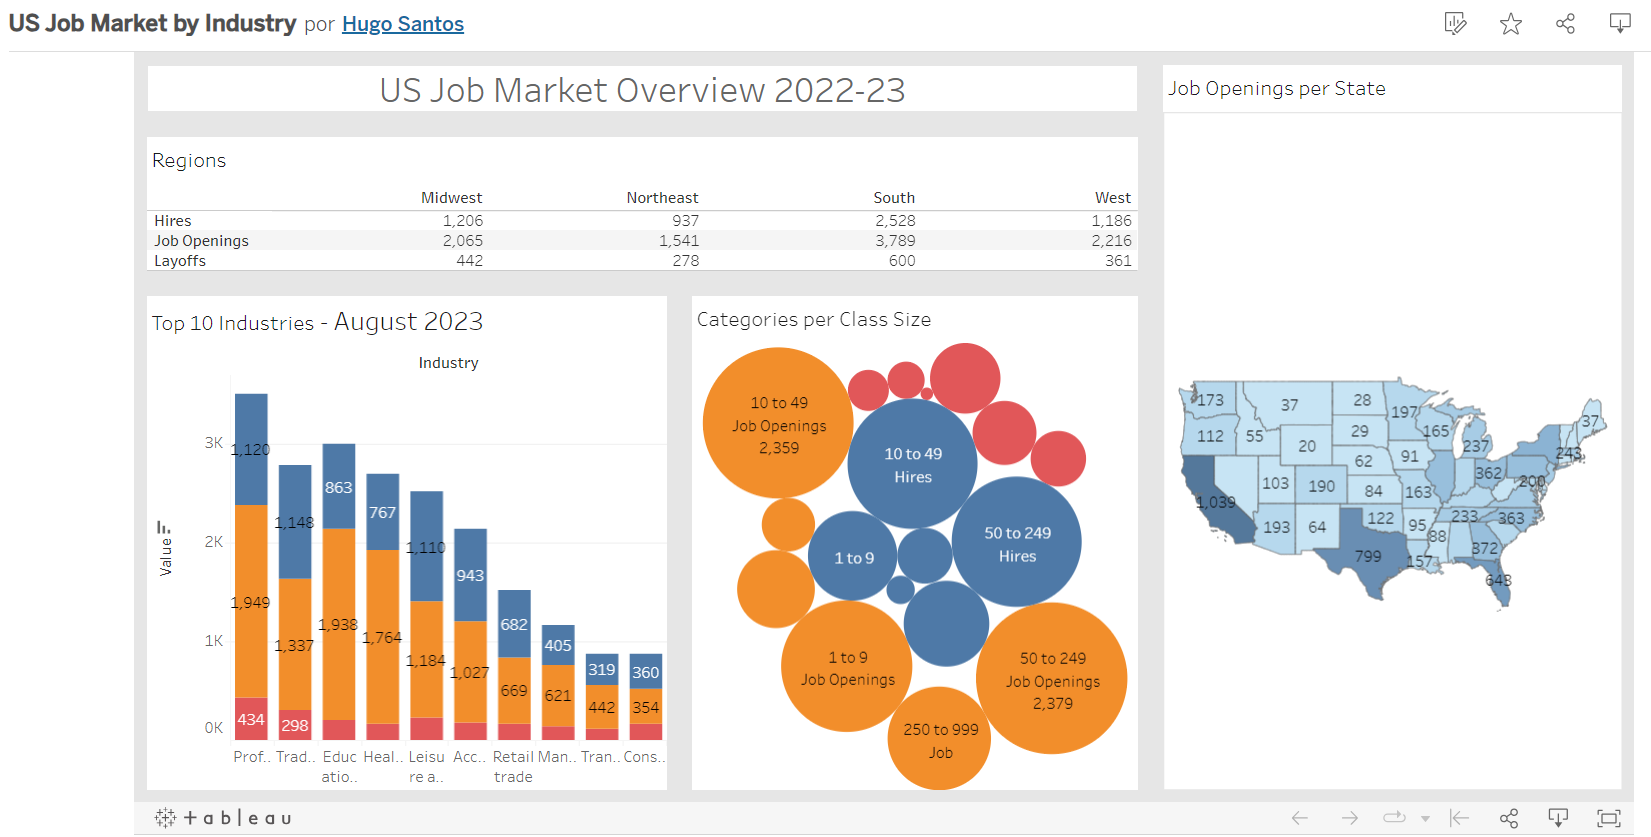 US Job Market by Industry por Hugo Santos
US Job Market Overview 2022-23
Regions
Midwest Northeast South West
Hires 1,206 937 2,528 1,186
Job Openings 2,065 1,541 3,789 2,216
Layoffs 442 278 600 361
Top 10 Industries - August 2023
Industry
Value
3K
2K
1K
0K
1,120
1,949
434
1,148
1,337
298
863
1,938
767
1,764
1,110
1,184
943
1,027
682
669
405
621
319
442
360
354
Prof.. Trad.. Educ Heal.. Leisu Acc.. Retail Man.. Tran.. Cons..
atio.. re a.. trade
Categories per Class Size
10 to 49
Job Openings
2,359
10 to 49
Hires
50 to 249
Hires
1 to 9
1 to 9
Job Openings
50 to 249
Job Openings
2,379
250 to 999
Job
Job Openings per State
173
37
28
197
37
112
55
20
29
165
237
243
62
91
103
190
84
163
362
200
1,039
193
64
122
95
233
363
88
799
157
372
643
+ableau